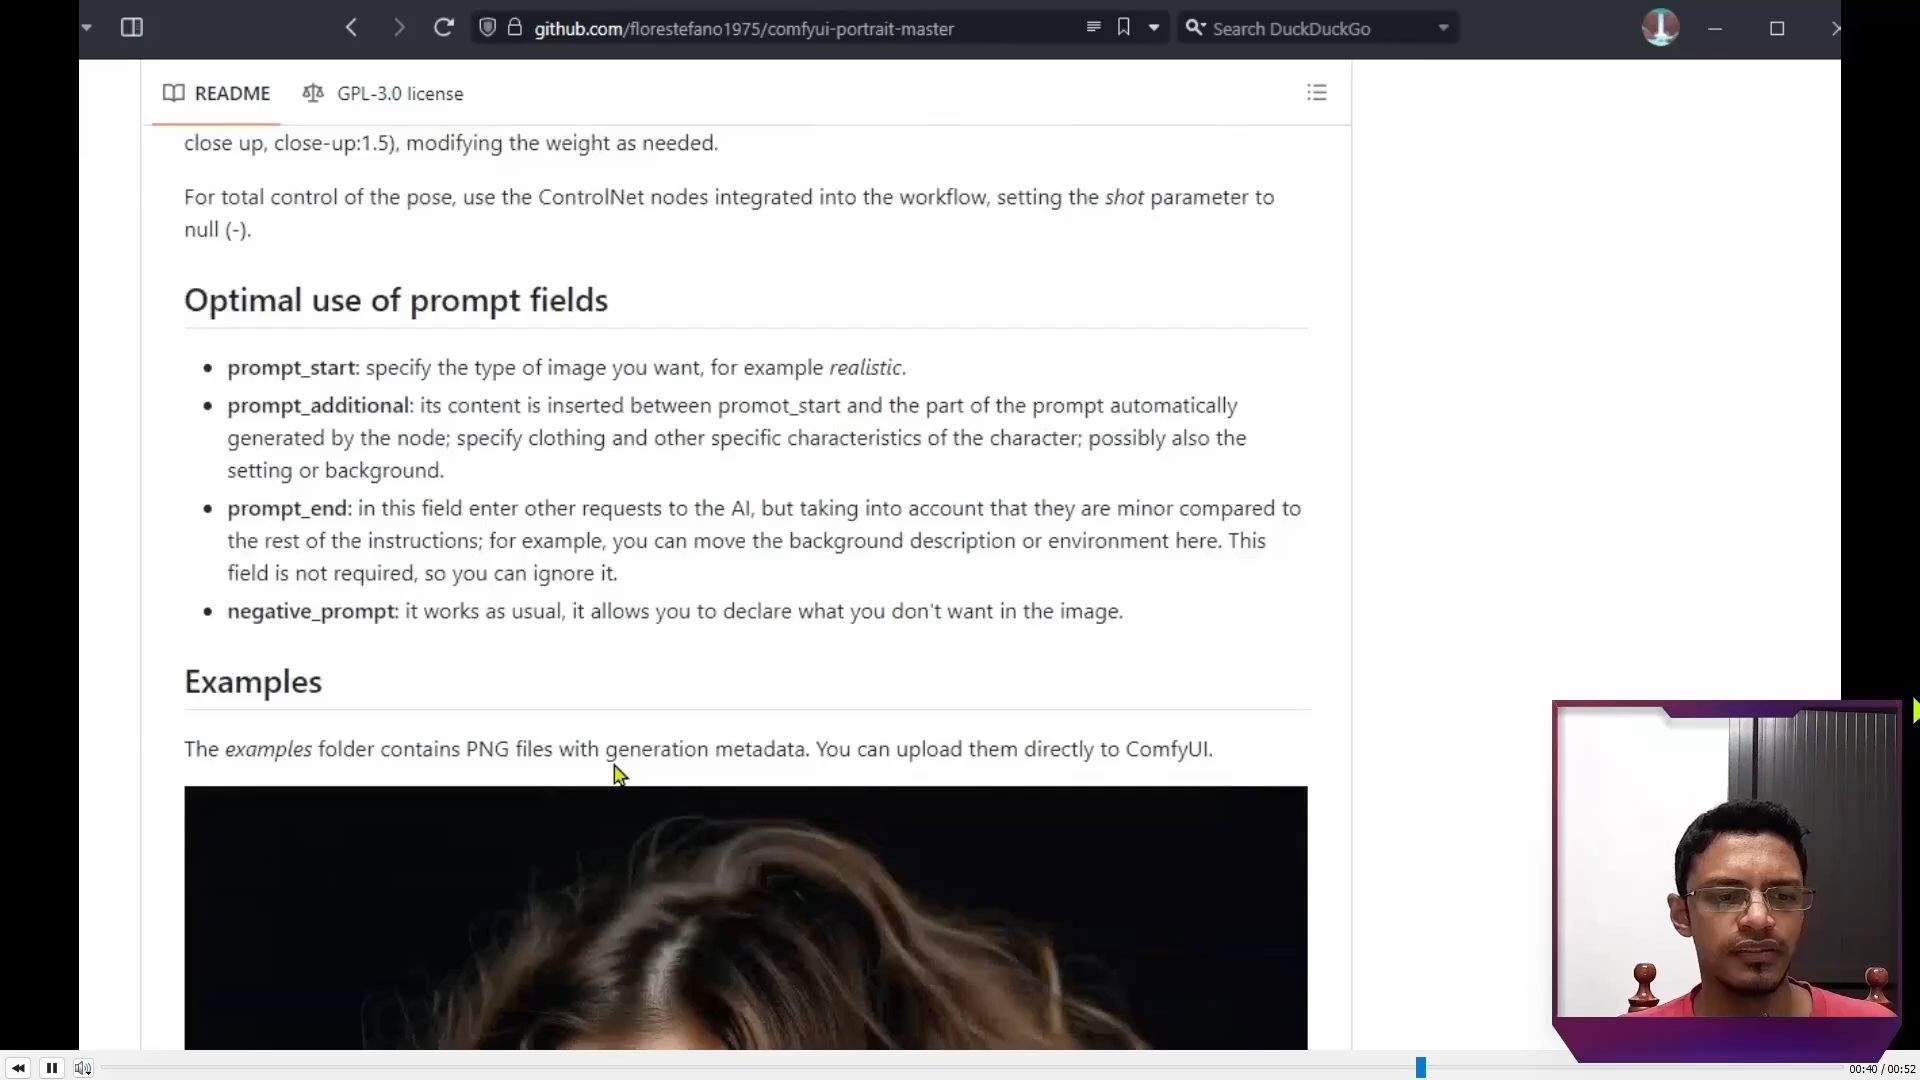 github.com/florestefano1975/comfyui-portrait-master
Search DuckDuckGo
README
GPL-3.0 license
close up, close-up:1.5), modifying the weight as needed.
For total control of the pose, use the ControlNet nodes integrated into the workflow, setting the shot parameter to
null (-).
Optimal use of prompt fields
• prompt_start: specify the type of image you want, for example realistic.
• prompt_additional: its content is inserted between promot_start and the part of the prompt automatically
generated by the node; specify clothing and other specific characteristics of the character; possibly also the
setting or background.
• prompt_end: in this field enter other requests to the AI, but taking into account that they are minor compared to
the rest of the instructions; for example, you can move the background description or environment here. This
field is not required, so you can ignore it.
• negative_prompt: it works as usual, it allows you to declare what you don't want in the image.
Examples
The examples folder contains PNG files with generation metadata. You can upload them directly to ComfyUI.
00:40 / 00:52